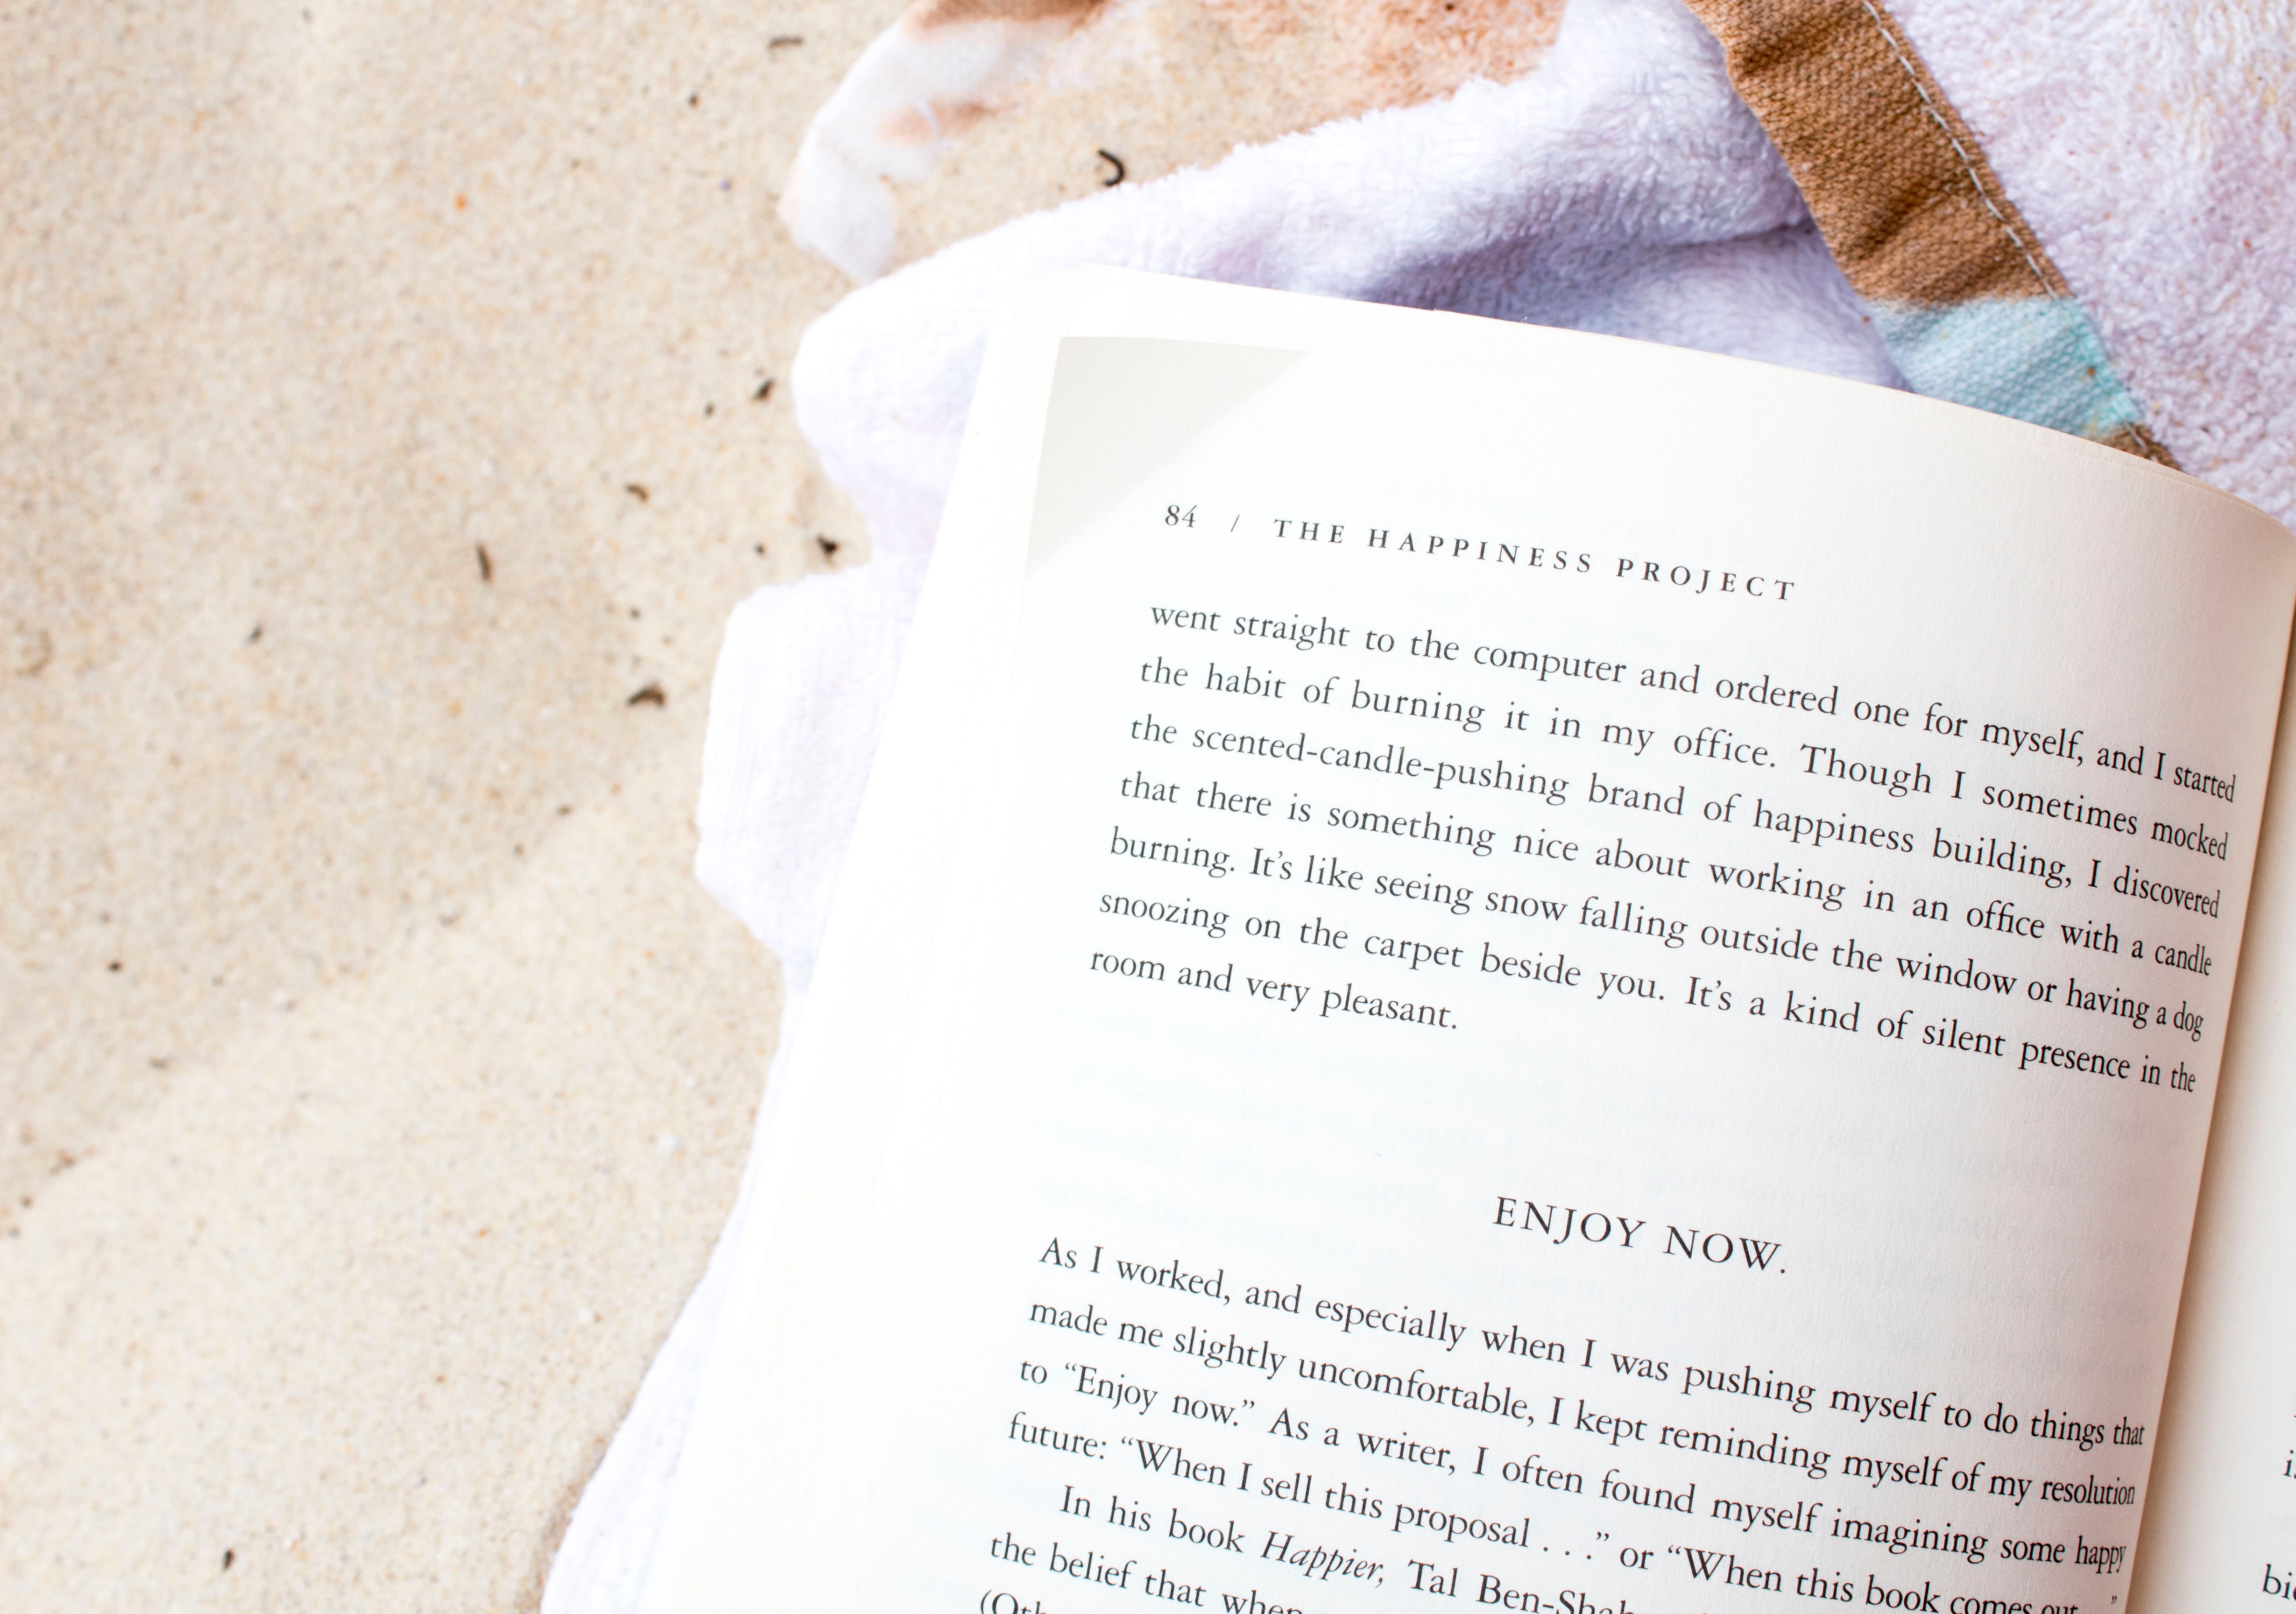 84 / THE HAPPINESS PROJECT
went straight to the computer and ordered one for myself, and I started
the habit of burning it in my office. Though I sometimes mocked
the scented-candle-pushing brand of happiness building, I discovered
that there is something nice about working in an office with a candle
burning. It’s like seeing snow falling outside the window or having a dog
snoozing on the carpet beside you. It’s a kind of silent presence in the
room and very pleasant.
ENJOY NOW.
As I worked, and especially when I was pushing myself to do things that
made me slightly uncomfortable, I kept reminding myself of my resolution
to “Enjoy now.” As a writer, I often found myself imagining some happy
future: “When I sell this proposal . . .” or “When this book comes out . . .”
In his book Happier, Tal
the belief that when